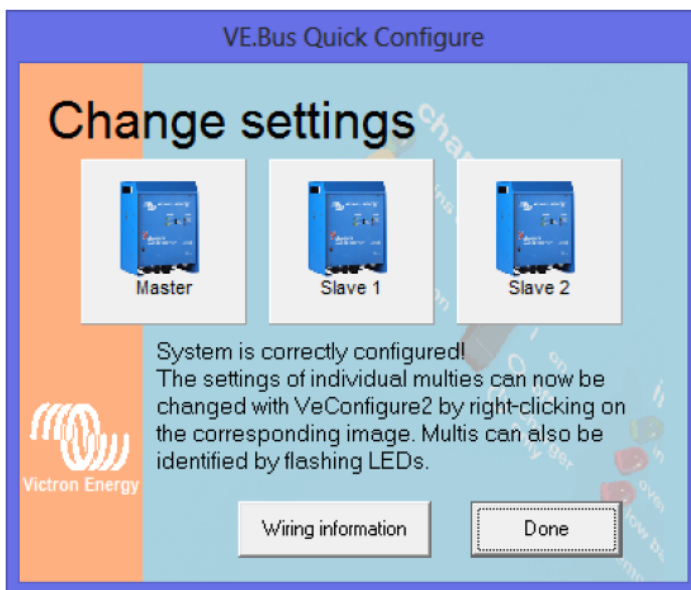 VE.Bus Quick Configure
Change settings
Master
Slave 1
Slave 2
System is correctly configured!
The settings of individual multies can now be
changed with VeConfigure2 by right-clicking on
the corresponding image. Multis can also be
identified by flashing LEDs.
Victron Energy
Wiring information
Done